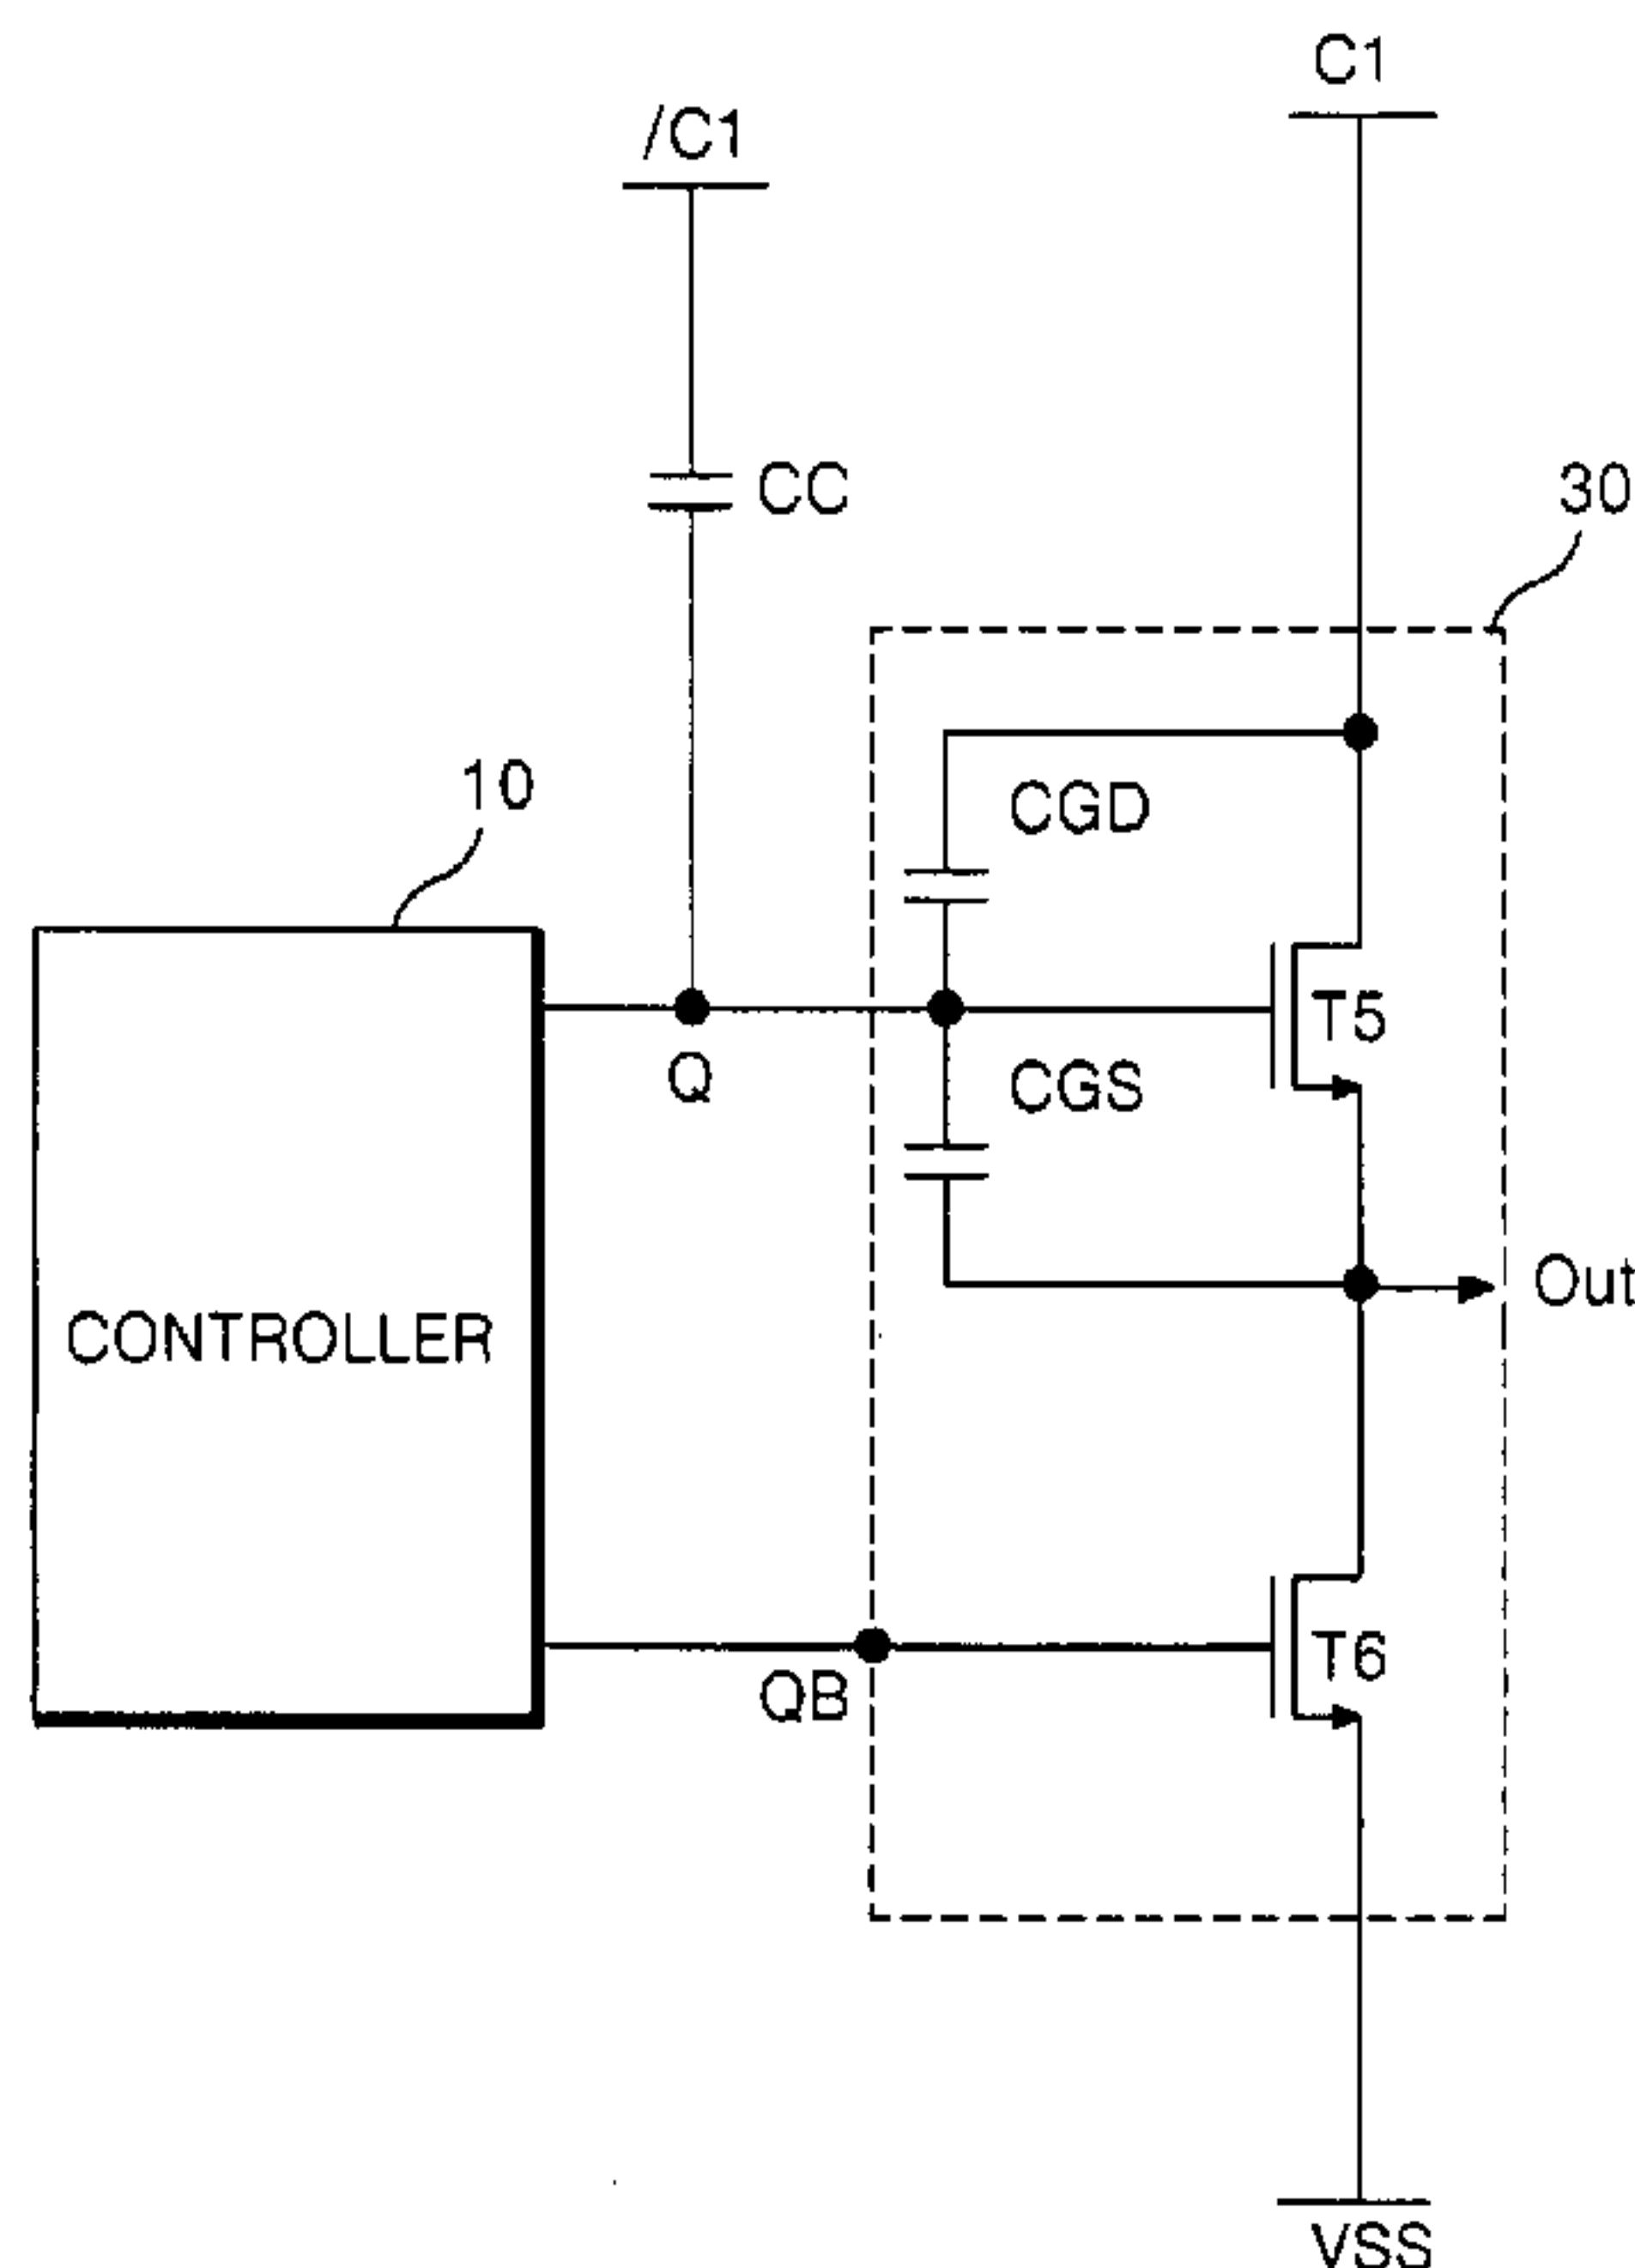 C1
/C1
CC
30
CGD
10
T5
Q
CGS
Out
CONTROLLER
T6
QB
VSS